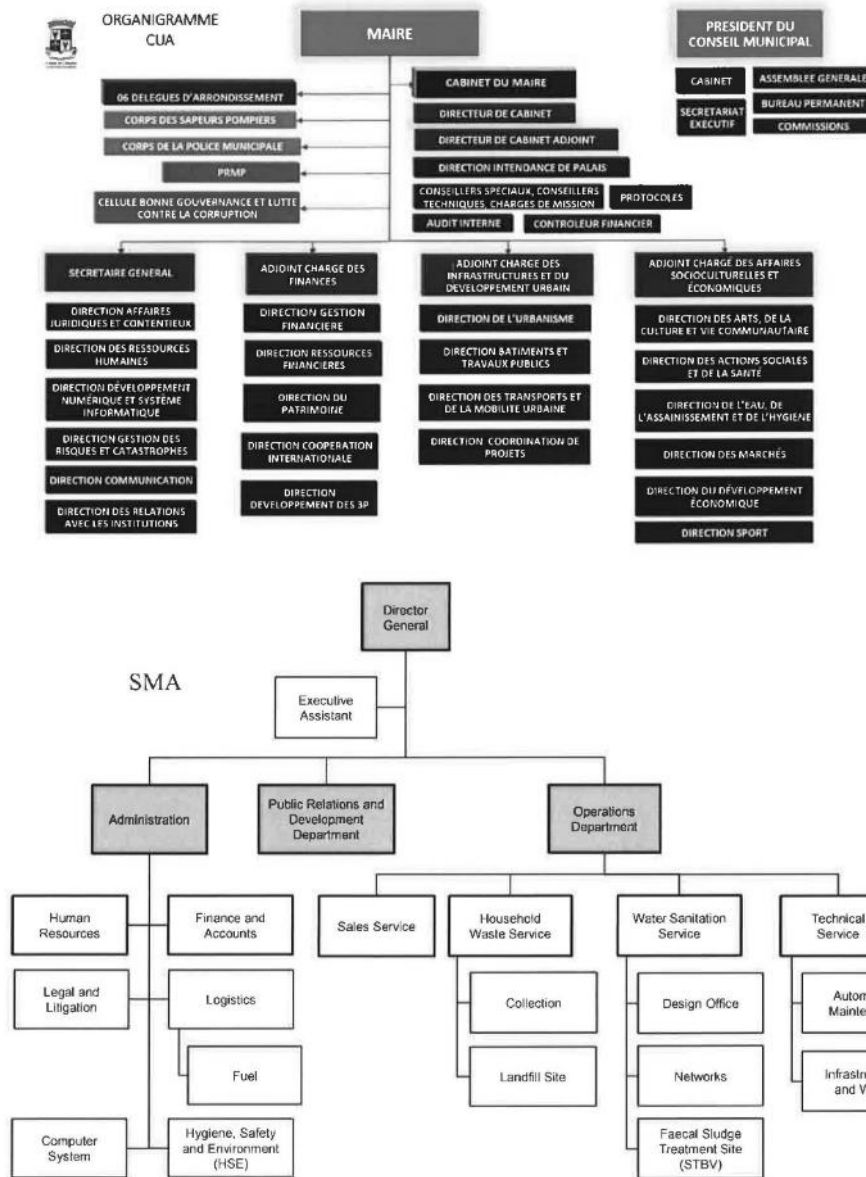 ORGANIGRAMME
CUA
MAIRE
PRESIDENT DU
CONSEIL MUNICIPAL
06 DELEGUES D'ARRONDISSEMENT
CORPS DES SAPEURS POMPIERS
CORPS DE LA POLICE MUNICIPALE
PRMP
CELLULE BONNE GOUVERNANCE ET LUTTE
CONTRE LA CORRUPTION
CABINET DU MAIRE
DIRECTEUR DE CABINET
DIRECTEUR DE CABINET ADJOINT
DIRECTION INTENDANCE DE PALAIS
CONSEILLERS SPECIAUX, CONSEILLERS
TECHNIQUES, CHARGES DE MISSION
PROTOCOLES
AUDIT INTERNE
CONTROLEUR FINANCIER
CABINET
SECRETARIAT
EXECUTIF
ASSEMBLEE GENERALE
BUREAU PERMANENT
COMMISSIONS
SECRETAIRE GENERAL
DIRECTION AFFAIRES
JURIDIQUES ET CONTENTIEUX
DIRECTION DES RESSOURCES
HUMAINES
DIRECTION DÉVELOPPEMENT
NUMÉRIQUE ET SYSTÈME
INFORMATIQUE
DIRECTION GESTION DES
RISQUES ET CATASTROPHES
DIRECTION COMMUNICATION
DIRECTION DES RELATIONS
AVEC LES INSTITUTIONS
ADJOINT CHARGE DES
FINANCES
DIRECTION GESTION
FINANCIERE
DIRECTION RESSOURCES
FINANCIERES
DIRECTION DU
PATRIMOINE
DIRECTION COOPERATION
INTERNATIONALE
DIRECTION
DEVELOPPEMENT DES 3P
ADJOINT CHARGE DES
INFRASTRUCTURES ET DU
DEVELOPPEMENT URBAIN
DIRECTION DE L'URBANISME
DIRECTION BATIMENTS ET
TRAVAUX PUBLICS
DIRECTION DES TRANSPORTS ET
DE LA MOBILITE URBAINE
DIRECTION COORDINATION DE
PROJETS
ADJOINT CHARGÉ DES AFFAIRES
SOCIOCULTURELLES ET
ÉCONOMIQUES
DIRECTION DES ARTS, DE LA
CULTURE ET VIE COMMUNAUTAIRE
DIRECTION DES ACTIONS SOCIALES
ET DE LA SANTÉ
DIRECTION DE L'EAU, DE
L'ASSAINISSEMENT ET DE L'HYGIENE
DIRECTION DES MARCHÉS
DIRECTION DU DÉVELOPPEMENT
ÉCONOMIQUE
DIRECTION SPORT
SMA
Director
General
Executive
Assistant
Administration
Public Relations and
Development
Department
Operations
Department
Human
Resources
Finance and
Accounts
Legal and
Litigation
Logistics
Fuel
Computer
System
Hygiene, Safety
and Environment
(HSE)
Sales Service
Household
Waste Service
Collection
Landfill Site
Water Sanitation
Service
Design Office
Networks
Faecal Sludge
Treatment Site
(STBV)
Technical
Service
Autom
Mainte
Infrastre
and W